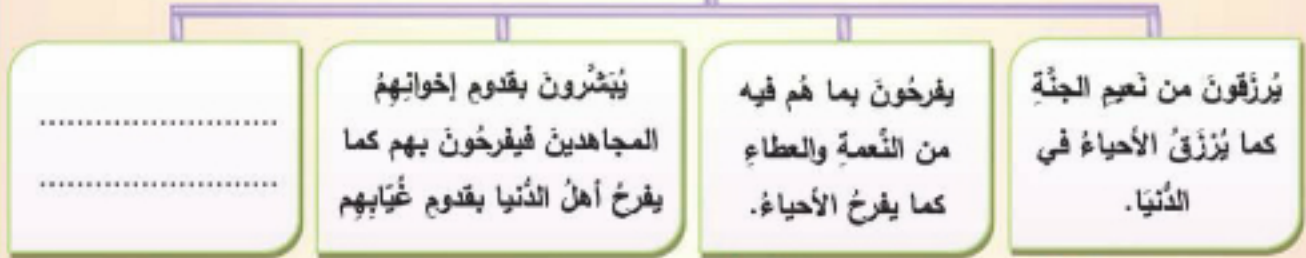 يُرزَقونَ من نَعيمِ الجنَّةِ
كما يُرْزَقُ الأحياءُ في
الدُّنيَا.
يفرحُونَ بما هُم فيه
من النِّعمةِ والعطاءِ
كما يفرحُ الأحياءُ.
يُبَشَّرونَ بقدومِ إخوانِهِمُ
المجاهدينَ فيفرحُونَ بهم كما
يفرحُ أهلُ الدُّنيا بقدومِ غُيّابِهِم
..........................
..........................